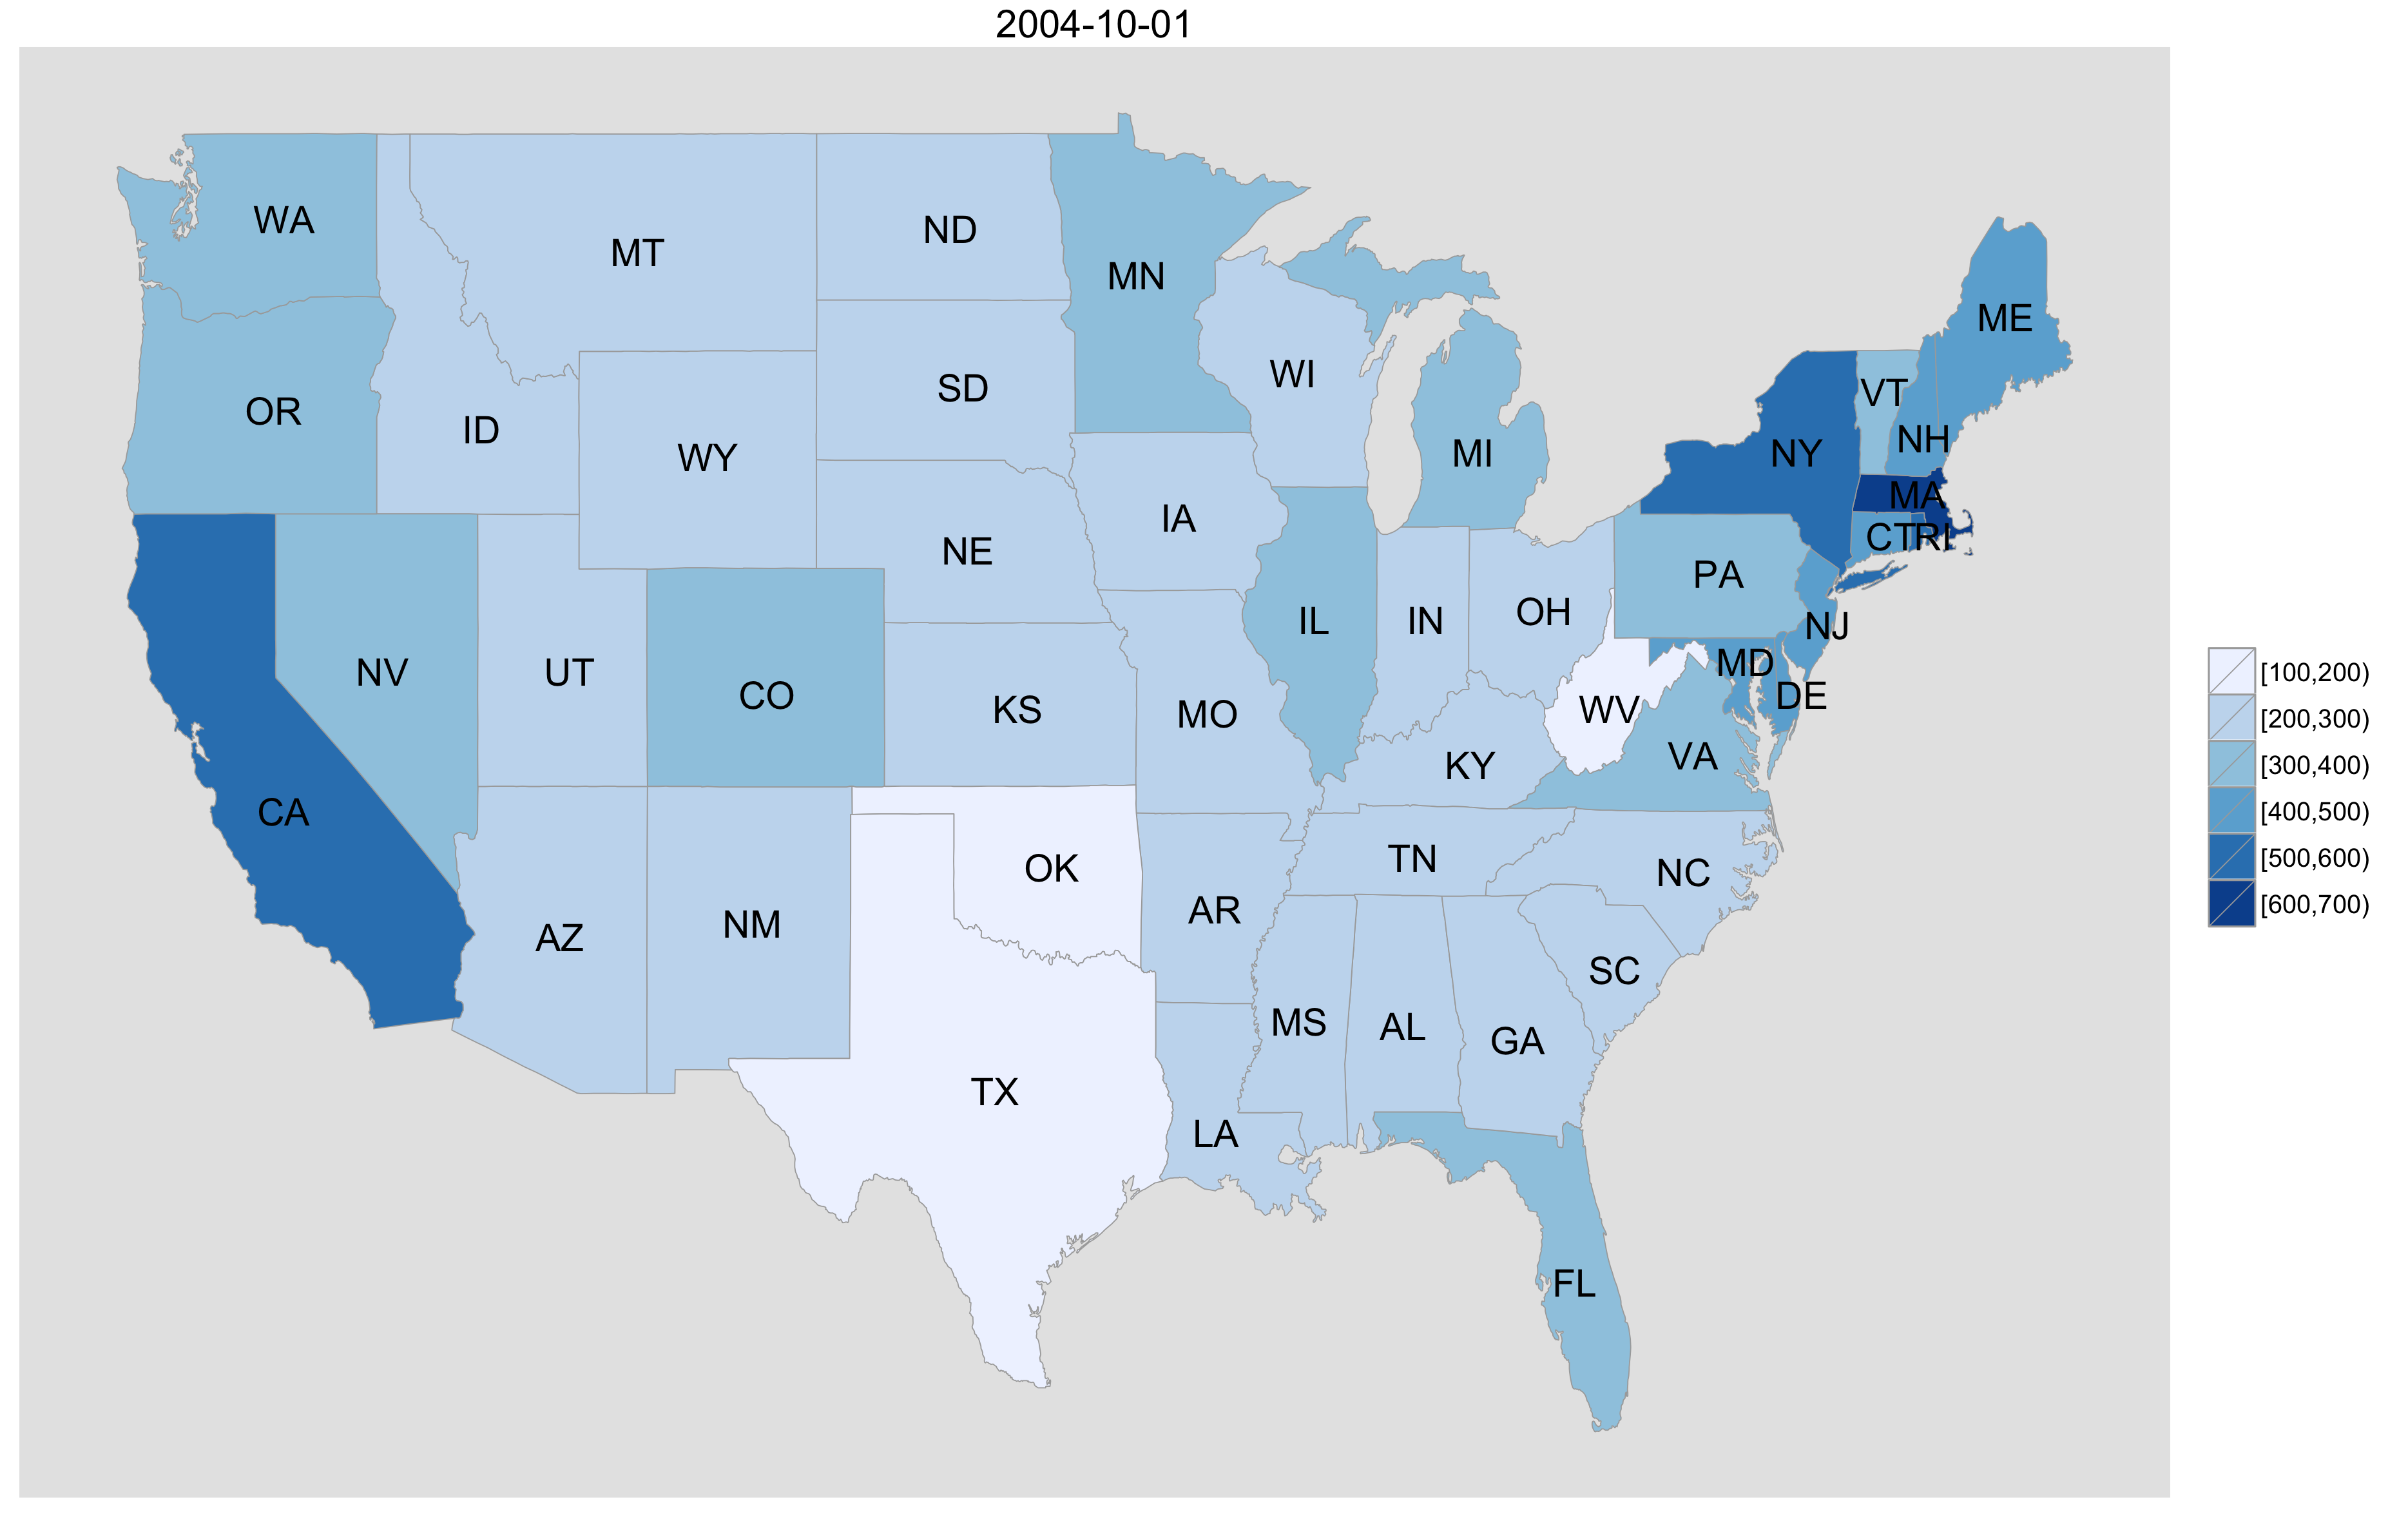 2004-10-01
WA
MT
ND
MN
ME
OR
ID
WY
SD
WI
MI
VT
NH
NY
MA
CT
RI
NV
UT
CO
NE
IA
IL
IN
OH
PA
NJ
MD
DE
KS
MO
KY
WV
VA
CA
AZ
NM
OK
AR
TN
NC
SC
TX
LA
MS
AL
GA
FL
[100,200)
[200,300)
[300,400)
[400,500)
[500,600)
[600,700)